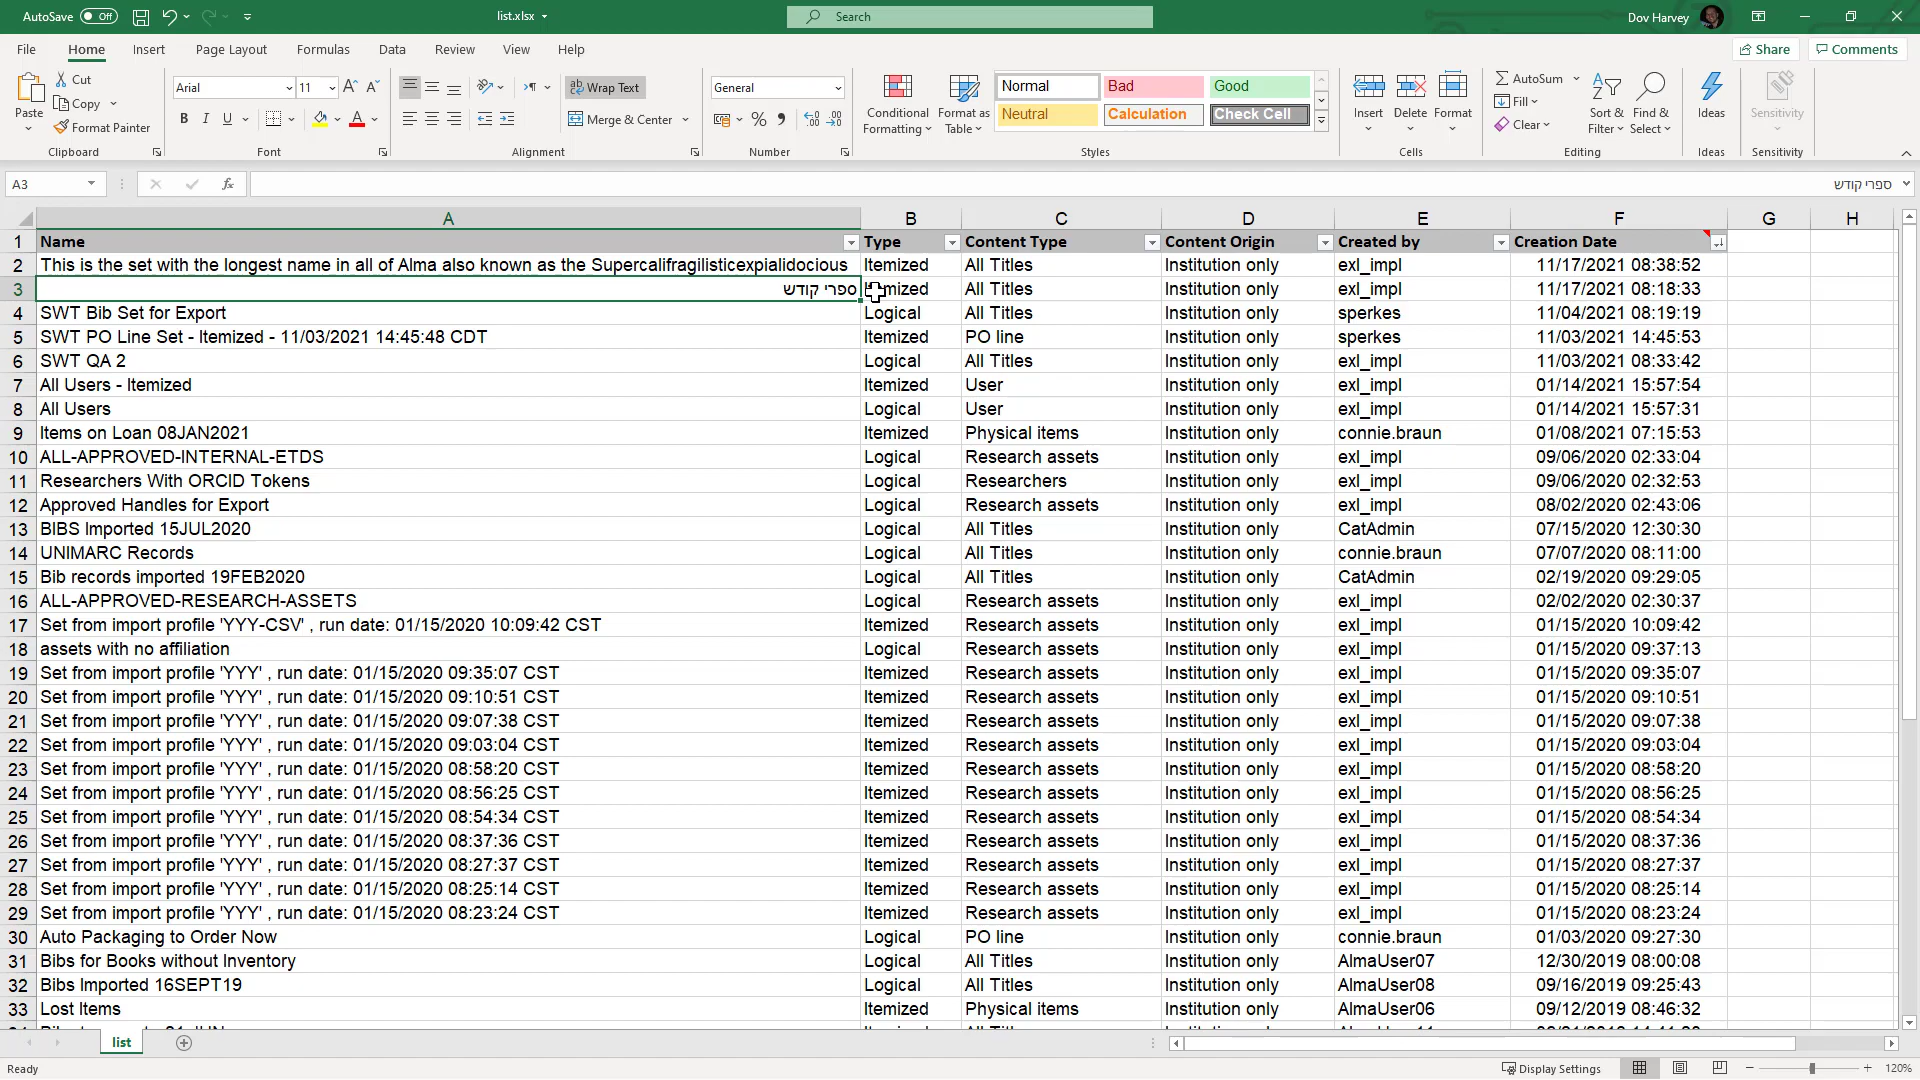 AutoSave Off list.xlsx Search Dov Harvey
File Home Insert Page Layout Formulas Data Review View Help Share Comments
Paste Cut Copy Format Painter Arial 11 B I U Wrap Text Merge & Center General % Conditional Formatting Format as Table Normal Bad Good Neutral Calculation Check Cell Insert Delete Format AutoSum Fill Clear Sort & Filter Find & Select Ideas Sensitivity
Clipboard Font Alignment Number Styles Cells Editing Ideas Sensitivity
A3 fx ספרי קודש
A B C D E F G H
1 Name Type Content Type Content Origin Created by Creation Date
2 This is the set with the longest name in all of Alma also known as the Supercalifragilisticexpialidocious Itemized All Titles Institution only exl_impl 11/17/2021 08:38:52
3 ספרי קודש All Titles Institution only exl_impl 11/17/2021 08:18:33
4 SWT Bib Set for Export Logical All Titles Institution only sperkes 11/04/2021 08:19:19
5 SWT PO Line Set - Itemized - 11/03/2021 14:45:48 CDT Itemized PO line Institution only sperkes 11/03/2021 14:45:53
6 SWT QA 2 Logical All Titles Institution only exl_impl 11/03/2021 08:33:42
7 All Users - Itemized Itemized User Institution only exl_impl 01/14/2021 15:57:54
8 All Users Logical User Institution only exl_impl 01/14/2021 15:57:31
9 Items on Loan 08JAN2021 Itemized Physical items Institution only connie.braun 01/08/2021 07:15:53
10 ALL-APPROVED-INTERNAL-ETDS Logical Research assets Institution only exl_impl 09/06/2020 02:33:04
11 Researchers With ORCID Tokens Logical Researchers Institution only exl_impl 09/06/2020 02:32:53
12 Approved Handles for Export Logical Research assets Institution only exl_impl 08/02/2020 02:43:06
13 BIBS Imported 15JUL2020 Logical All Titles Institution only CatAdmin 07/15/2020 12:30:30
14 UNIMARC Records Logical All Titles Institution only connie.braun 07/07/2020 08:11:00
15 Bib records imported 19FEB2020 Logical All Titles Institution only CatAdmin 02/19/2020 09:29:05
16 ALL-APPROVED-RESEARCH-ASSETS Logical Research assets Institution only exl_impl 02/02/2020 02:30:37
17 Set from import profile 'YYY-CSV' , run date: 01/15/2020 10:09:42 CST Itemized Research assets Institution only exl_impl 01/15/2020 10:09:42
18 assets with no affiliation Logical Research assets Institution only exl_impl 01/15/2020 09:37:13
19 Set from import profile 'YYY' , run date: 01/15/2020 09:35:07 CST Itemized Research assets Institution only exl_impl 01/15/2020 09:35:07
20 Set from import profile 'YYY' , run date: 01/15/2020 09:10:51 CST Itemized Research assets Institution only exl_impl 01/15/2020 09:10:51
21 Set from import profile 'YYY' , run date: 01/15/2020 09:07:38 CST Itemized Research assets Institution only exl_impl 01/15/2020 09:07:38
22 Set from import profile 'YYY' , run date: 01/15/2020 09:03:04 CST Itemized Research assets Institution only exl_impl 01/15/2020 09:03:04
23 Set from import profile 'YYY' , run date: 01/15/2020 08:58:20 CST Itemized Research assets Institution only exl_impl 01/15/2020 08:58:20
24 Set from import profile 'YYY' , run date: 01/15/2020 08:56:25 CST Itemized Research assets Institution only exl_impl 01/15/2020 08:56:25
25 Set from import profile 'YYY' , run date: 01/15/2020 08:54:34 CST Itemized Research assets Institution only exl_impl 01/15/2020 08:54:34
26 Set from import profile 'YYY' , run date: 01/15/2020 08:37:36 CST Itemized Research assets Institution only exl_impl 01/15/2020 08:37:36
27 Set from import profile 'YYY' , run date: 01/15/2020 08:27:37 CST Itemized Research assets Institution only exl_impl 01/15/2020 08:27:37
28 Set from import profile 'YYY' , run date: 01/15/2020 08:25:14 CST Itemized Research assets Institution only exl_impl 01/15/2020 08:25:14
29 Set from import profile 'YYY' , run date: 01/15/2020 08:23:24 CST Itemized Research assets Institution only exl_impl 01/15/2020 08:23:24
30 Auto Packaging to Order Now Logical PO line Institution only connie.braun 01/03/2020 09:27:30
31 Bibs for Books without Inventory Logical All Titles Institution only AlmaUser07 12/30/2019 08:00:08
32 Bibs Imported 16SEPT19 Logical All Titles Institution only AlmaUser08 09/16/2019 09:25:43
33 Lost Items Itemized Physical items Institution only AlmaUser06 09/12/2019 08:46:32
list
Ready Display Settings 120%